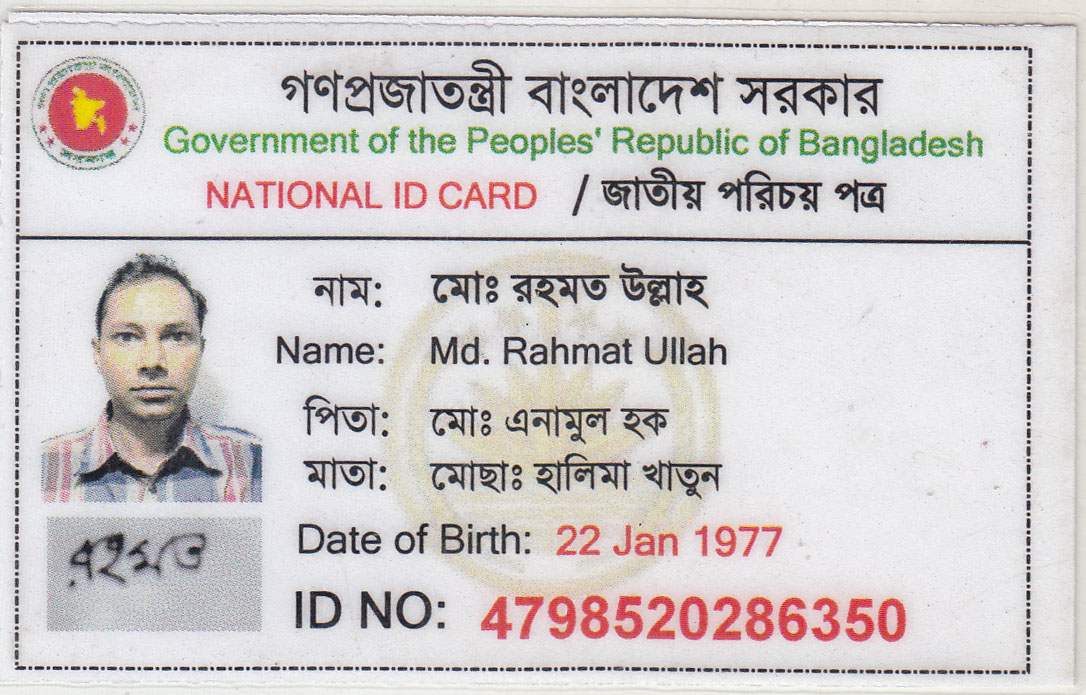 গণপ্রজাতন্ত্রী বাংলাদেশ সরকার
Government of the Peoples' Republic of Bangladesh
NATIONAL ID CARD / জাতীয় পরিচয় পত্র
নাম: মোঃ রহমত উল্লাহ
Name: Md. Rahmat Ullah
পিতা: মোঃ এনামুল হক
মাতা: মোছাঃ হালিমা খাতুন
রহমত
Date of Birth: 22 Jan 1977
ID NO: 4798520286350